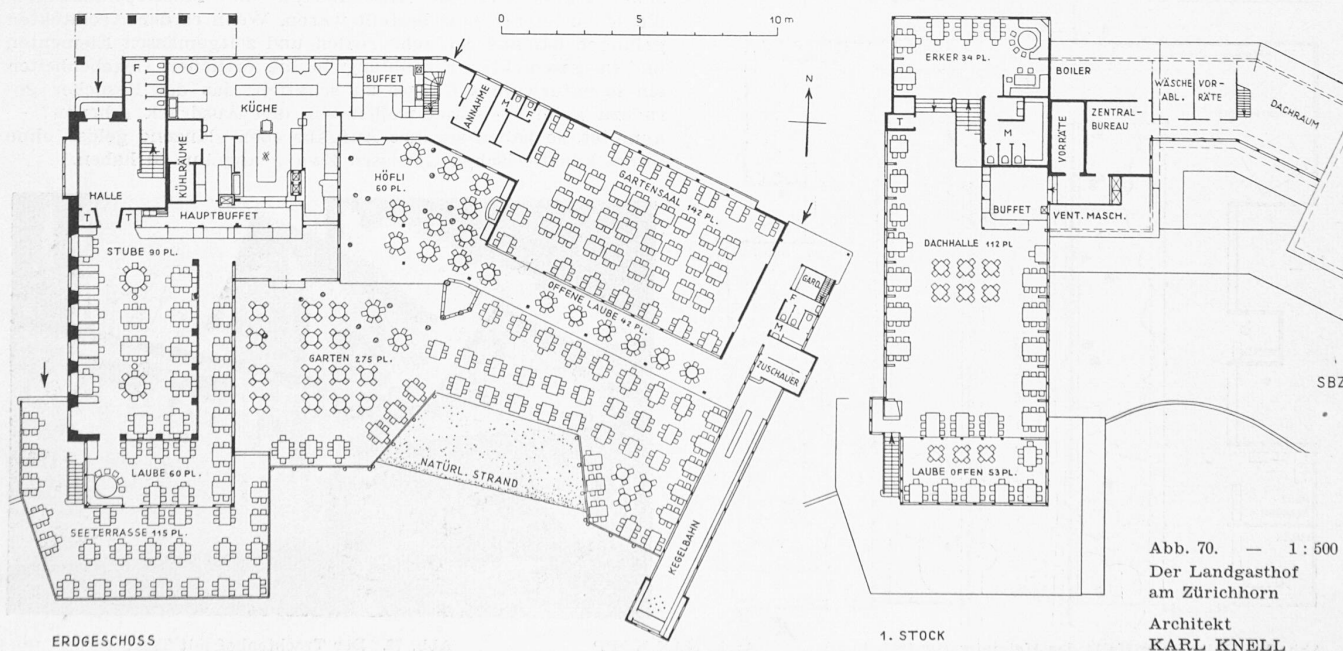 0 5 10 m
N
F
KÜCHE
BUFFET
ANNAHME
M
F
KÜHLRÄUME
HALLE
T
T
HAUPTBUFFET
HÖFLI
60 PL.
GARTENSAAL 142 PL.
STUBE 90 PL.
OFFENE LAUBE 42 PL.
GARD.
F
M
ZUSCHAUER
GARTEN 275 PL.
NATÜRL. STRAND
LAUBE 60 PL.
SEETERRASSE 115 PL.
KEGELBAHN
ERDGESCHOSS
ERKER 34 PL.
BOILER
WÄSCHE
ABL.
VOR-
RÄTE
DACHRAUM
T
M
VORRÄTE
ZENTRAL-
BUREAU
BUFFET
VENT. MASCH.
DACHHALLE 112 PL
LAUBE OFFEN 53 PL.
1. STOCK
SBZ
Abb. 70. — 1 : 500
Der Landgasthof
am Zürichhorn
Architekt
KARL KNELL